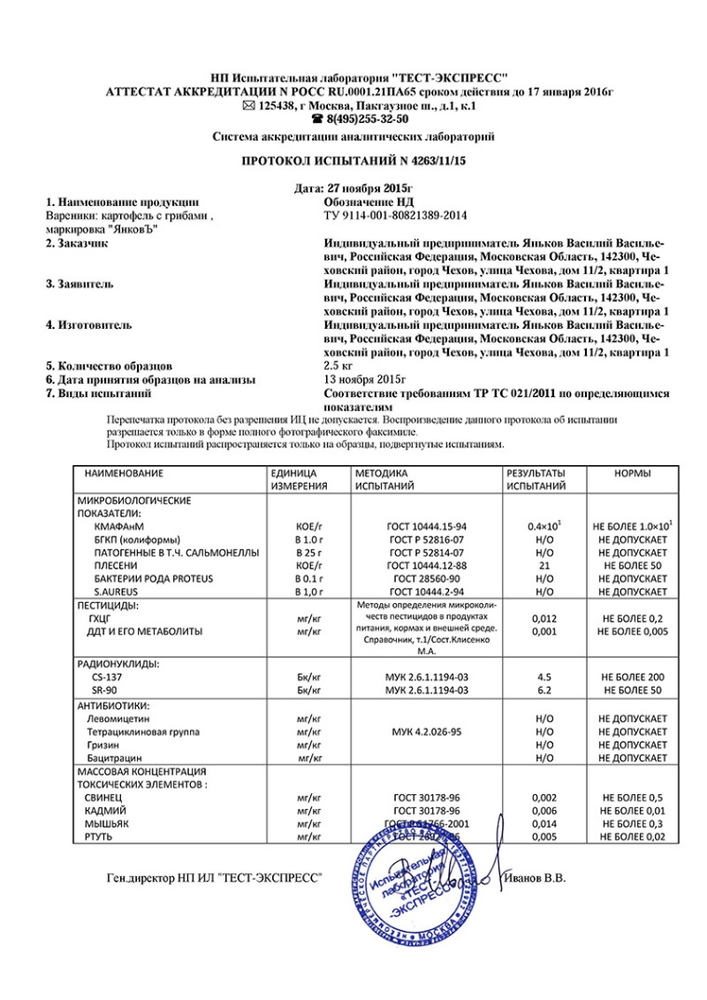 НП Испытательная лаборатория "ТЕСТ-ЭКСПРЕСС"
АТТЕСТАТ АККРЕДИТАЦИИ N РОСС RU.0001.21ПА65 сроком действия до 17 января 2016г
125438, г Москва, Пакгаузное ш., д.1, к.1
8(495)255-32-50
Система аккредитации аналитических лабораторий
ПРОТОКОЛ ИСПЫТАНИЙ N 4263/11/15
Дата: 27 ноября 2015г
1. Наименование продукции Обозначение НД
Вареники: картофель с грибами , ТУ 9114-001-80821389-2014
маркировка "ЯнковЪ"
2. Заказчик Индивидуальный предприниматель Яньков Василий Василье-
вич, Российская Федерация, Московская Область, 142300, Че-
ховский район, город Чехов, улица Чехова, дом 11/2, квартира 1
3. Заявитель Индивидуальный предприниматель Яньков Василий Василье-
вич, Российская Федерация, Московская Область, 142300, Че-
ховский район, город Чехов, улица Чехова, дом 11/2, квартира 1
4. Изготовитель Индивидуальный предприниматель Яньков Василий Василье-
вич, Российская Федерация, Московская Область, 142300, Че-
ховский район, город Чехов, улица Чехова, дом 11/2, квартира 1
5. Количество образцов 2.5 кг
6. Дата принятия образцов на анализы 13 ноября 2015г
7. Виды испытаний Соответствие требованиям ТР ТС 021/2011 по определяющимся
показателям
Перепечатка протокола без разрешения ИЦ не допускается. Воспроизведение данного протокола об испытании
разрешается только в форме полного фотографического факсимиле.
Протокол испытаний распространяется только на образцы, подвергнутые испытаниям.
НАИМЕНОВАНИЕ ЕДИНИЦА МЕТОДИКА РЕЗУЛЬТАТЫ НОРМЫ
ИЗМЕРЕНИЯ ИСПЫТАНИЙ ИСПЫТАНИЙ
МИКРОБИОЛОГИЧЕСКИЕ
ПОКАЗАТЕЛИ:
КМАФАнМ КОЕ/г ГОСТ 10444.15-94 0.4×10¹ НЕ БОЛЕЕ 1.0×10¹
БГКП (колиформы) В 1.0 г ГОСТ Р 52816-07 Н/О НЕ ДОПУСКАЕТ
ПАТОГЕННЫЕ В Т.Ч. САЛЬМОНЕЛЛЫ В 25 г ГОСТ Р 52814-07 Н/О НЕ ДОПУСКАЕТ
ПЛЕСЕНИ КОЕ/г ГОСТ 10444.12-88 21 НЕ БОЛЕЕ 50
БАКТЕРИИ РОДА PROTEUS В 0.1 г ГОСТ 28560-90 Н/О НЕ ДОПУСКАЕТ
S.AUREUS В 1,0 г ГОСТ 10444.2-94 Н/О НЕ ДОПУСКАЕТ
ПЕСТИЦИДЫ: Методы определения микроколи-
ГХЦГ мг/кг честв пестицидов в продуктах 0,012 НЕ БОЛЕЕ 0,2
ДДТ И ЕГО МЕТАБОЛИТЫ мг/кг питания, кормах и внешней среде. 0,001 НЕ БОЛЕЕ 0,005
Справочник, т.1/Сост.Клисенко
М.А.
РАДИОНУКЛИДЫ:
CS-137 Бк/кг МУК 2.6.1.1194-03 4.5 НЕ БОЛЕЕ 200
SR-90 Бк/кг МУК 2.6.1.1194-03 6.2 НЕ БОЛЕЕ 50
АНТИБИОТИКИ:
Левомицетин мг/кг Н/О НЕ ДОПУСКАЕТ
Тетрациклиновая группа мг/кг МУК 4.2.026-95 Н/О НЕ ДОПУСКАЕТ
Гризин мг/кг Н/О НЕ ДОПУСКАЕТ
Бацитрацин мг/кг Н/О НЕ ДОПУСКАЕТ
МАССОВАЯ КОНЦЕНТРАЦИЯ
ТОКСИЧЕСКИХ ЭЛЕМЕНТОВ :
СВИНЕЦ мг/кг ГОСТ 30178-96 0,002 НЕ БОЛЕЕ 0,5
КАДМИЙ мг/кг ГОСТ 30178-96 0,006 НЕ БОЛЕЕ 0,01
МЫШЬЯК мг/кг ГОСТ Р 51766-2001 0,014 НЕ БОЛЕЕ 0,3
РТУТЬ мг/кг ГОСТ 0,005 НЕ БОЛЕЕ 0,02
Ген.директор НП ИЛ "ТЕСТ-ЭКСПРЕСС" Иванов В.В.
Испытательная
лаборатория
«ТЕСТ-
-ЭКСПРЕСС»
НЕКОММЕРЧЕСКОЕ ПАРТНЕРСТВО
МОСКВА